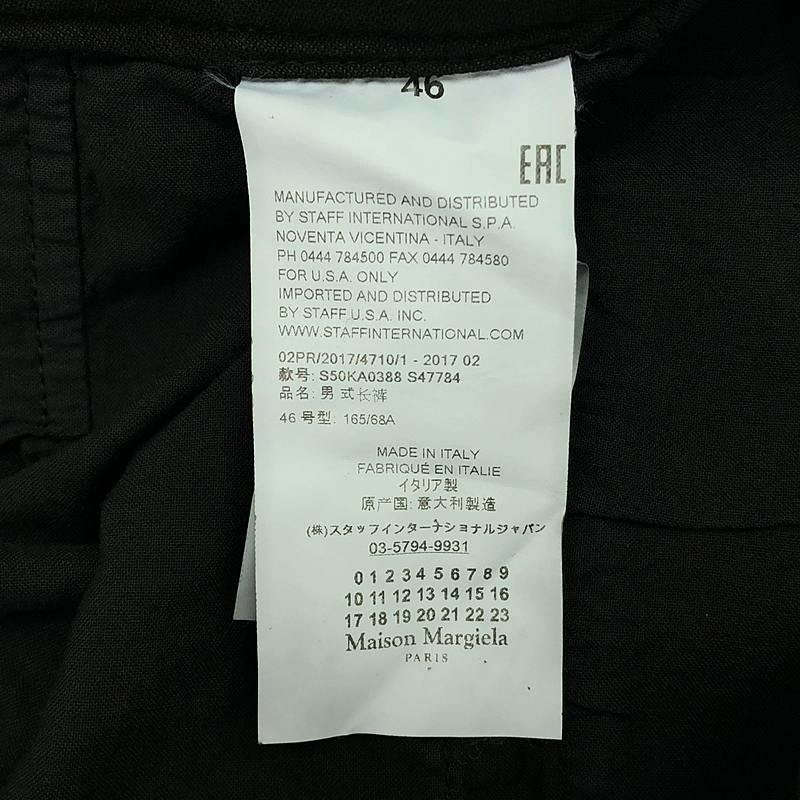 46
EAC
MANUFACTURED AND DISTRIBUTED
BY STAFF INTERNATIONAL S.P.A.
NOVENTA VICENTINA - ITALY
PH 0444 784500 FAX 0444 784580
FOR U.S.A. ONLY
IMPORTED AND DISTRIBUTED
BY STAFF U.S.A. INC.
WWW.STAFFINTERNATIONAL.COM
02PR/2017/4710/1 - 2017 02
款号: S50KA0388 S47784
品名: 男 式长裤
46 号型: 165/68A
MADE IN ITALY
FABRIQUÉ EN ITALIE
イタリア製
原产国: 意大利製造
(株)スタッフインターナショナルジャパン
03-5794-9931
0 1 2 3 4 5 6 7 8 9
10 11 12 13 14 15 16
17 18 19 20 21 22 23
Maison Margiela
PARIS